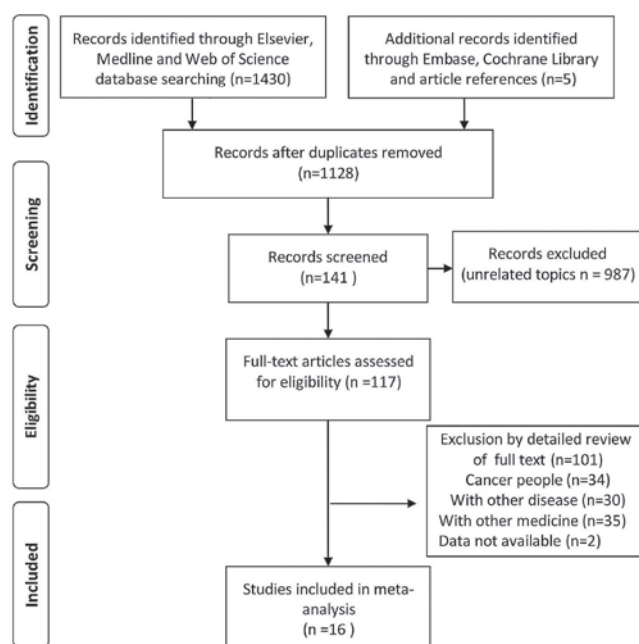 Identification
Records identified through Elsevier,
Medline and Web of Science
database searching (n=1430)
Additional records identified
through Embase, Cochrane Library
and article references (n=5)
Records after duplicates removed
(n=1128)
Screening
Records screened
(n=141 )
Records excluded
(unrelated topics n = 987)
Eligibility
Full-text articles assessed
for eligibility (n =117)
Exclusion by detailed review
of full text (n=101)
Cancer people (n=34)
With other disease (n=30)
With other medicine (n=35)
Data not available (n=2)
Included
Studies included in meta-
analysis
(n =16 )